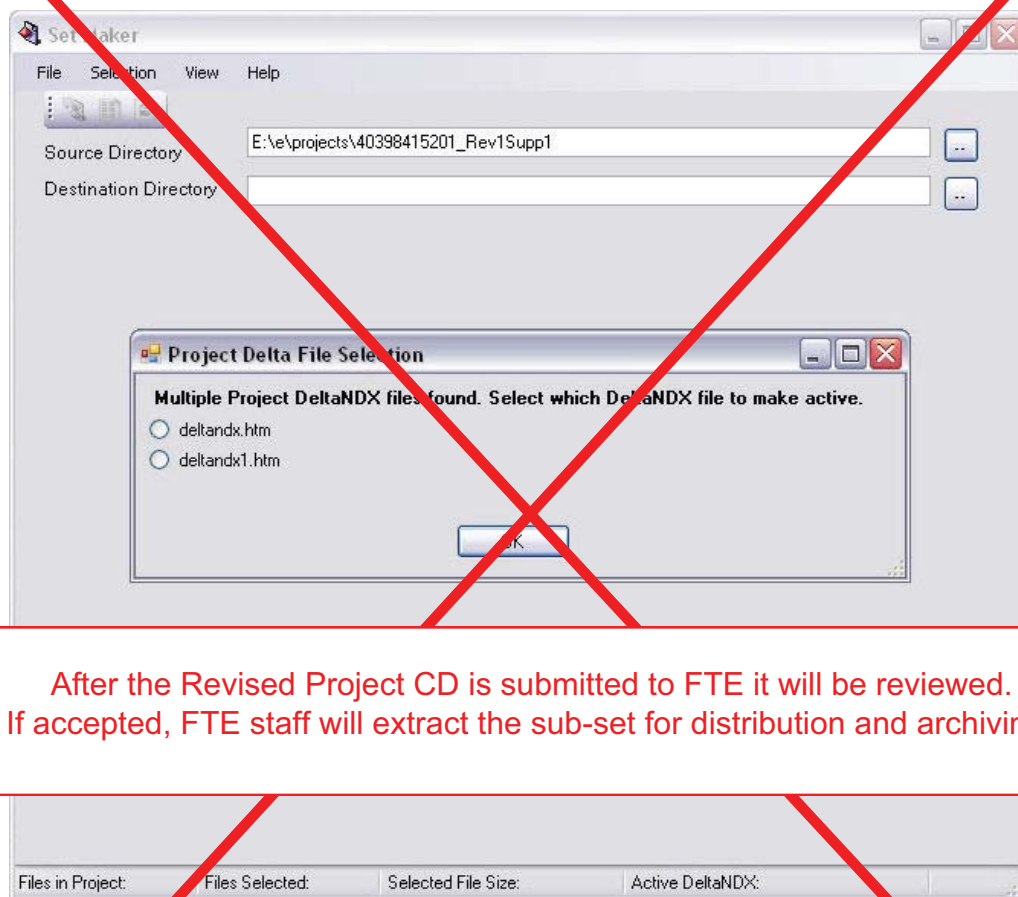 Set Maker
File Selection View Help
Source Directory E:\e\projects\40398415201_Rev1Supp1 ..
Destination Directory ..
Project Delta File Selection
Multiple Project DeltaNDX files found. Select which DeltaNDX file to make active.
deltandx.htm
deltandx1.htm
OK
After the Revised Project CD is submitted to FTE it will be reviewed.
If accepted, FTE staff will extract the sub-set for distribution and
Files in Project: Files Selected: Selected File Size: Active DeltaNDX: